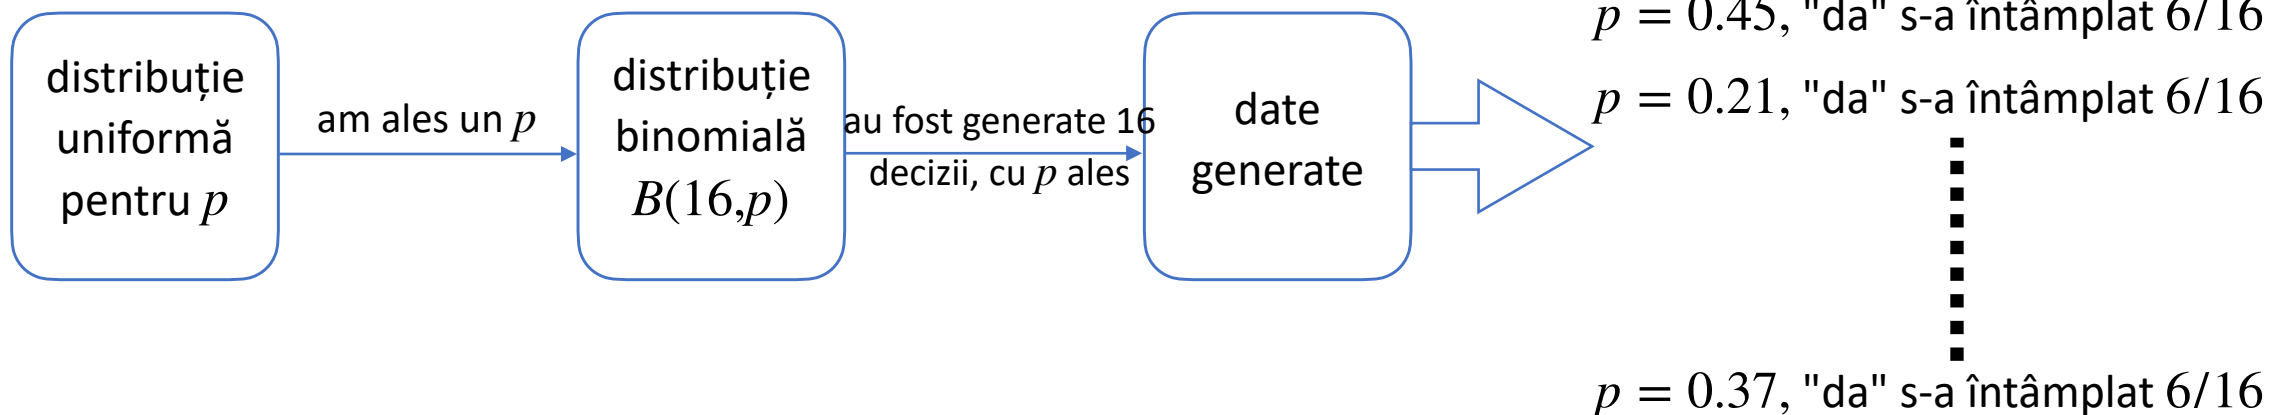 distribuție
uniformă
pentru p
am ales un p
distribuție
binomială
B(16,p)
au fost generate 16
decizii, cu p ales
date
generate
p = 0.45, "da" s-a întâmplat 6/16
p = 0.21, "da" s-a întâmplat 6/16
p = 0.37, "da" s-a întâmplat 6/16